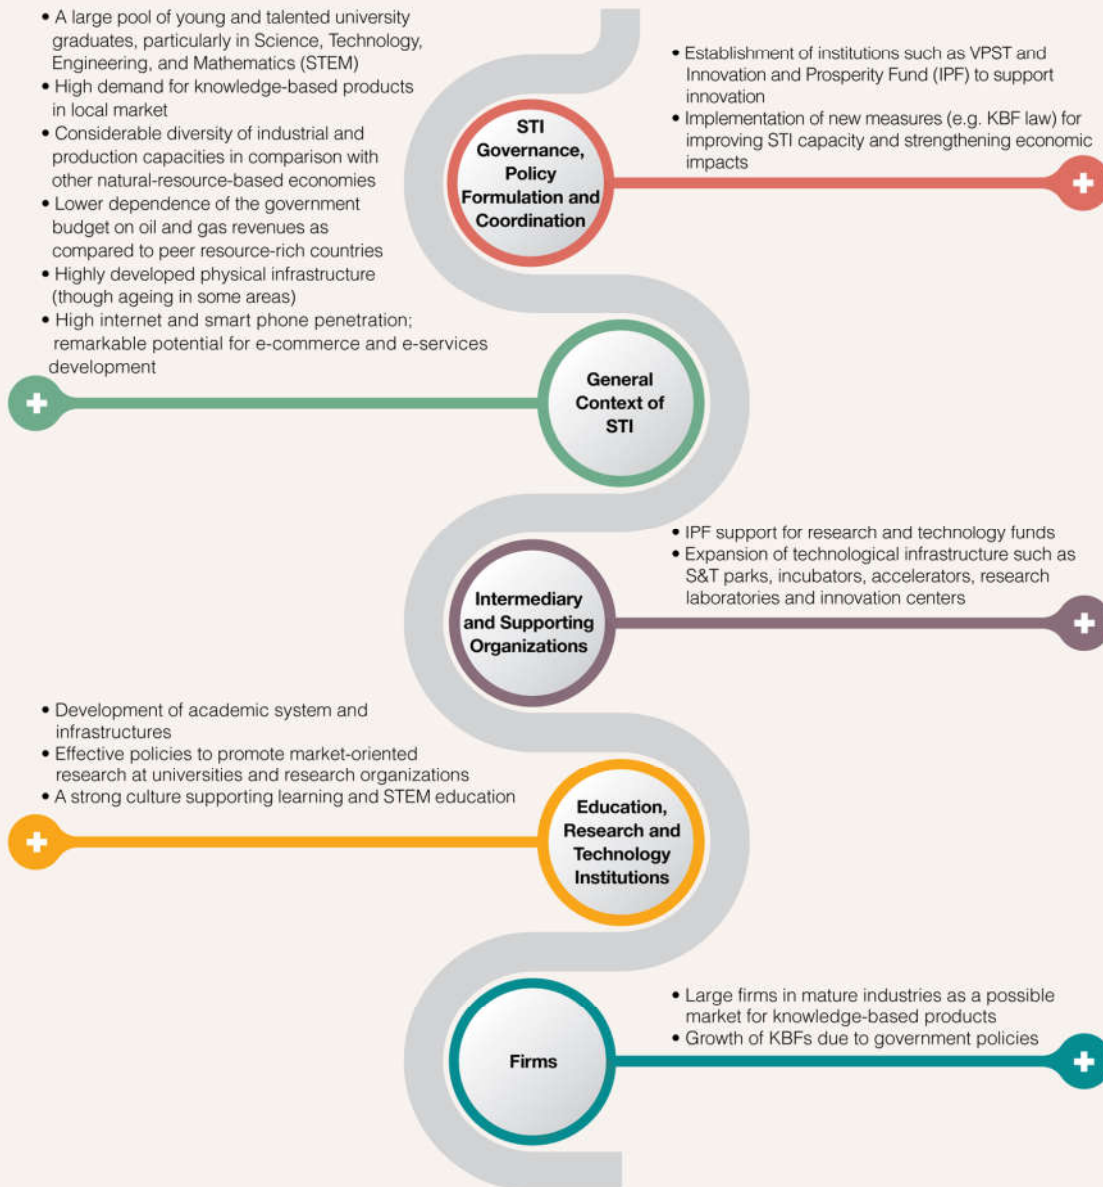 • A large pool of young and talented university
graduates, particularly in Science, Technology,
Engineering, and Mathematics (STEM)
• High demand for knowledge-based products
in local market
• Considerable diversity of industrial and
production capacities in comparison with
other natural-resource-based economies
• Lower dependence of the government
budget on oil and gas revenues as
compared to peer resource-rich countries
• Highly developed physical infrastructure
(though ageing in some areas)
• High internet and smart phone penetration;
remarkable potential for e-commerce and e-services
development
STI
Governance,
Policy
Formulation and
Coordination
• Establishment of institutions such as VPST and
Innovation and Prosperity Fund (IPF) to support
innovation
• Implementation of new measures (e.g. KBF law) for
improving STI capacity and strengthening economic
impacts
General
Context of
STI
Intermediary
and Supporting
Organizations
• IPF support for research and technology funds
• Expansion of technological infrastructure such as
S&T parks, incubators, accelerators, research
laboratories and innovation centers
• Development of academic system and
infrastructures
• Effective policies to promote market-oriented
research at universities and research organizations
• A strong culture supporting learning and STEM education
Education,
Research and
Technology
Institutions
Firms
• Large firms in mature industries as a possible
market for knowledge-based products
• Growth of KBFs due to government policies